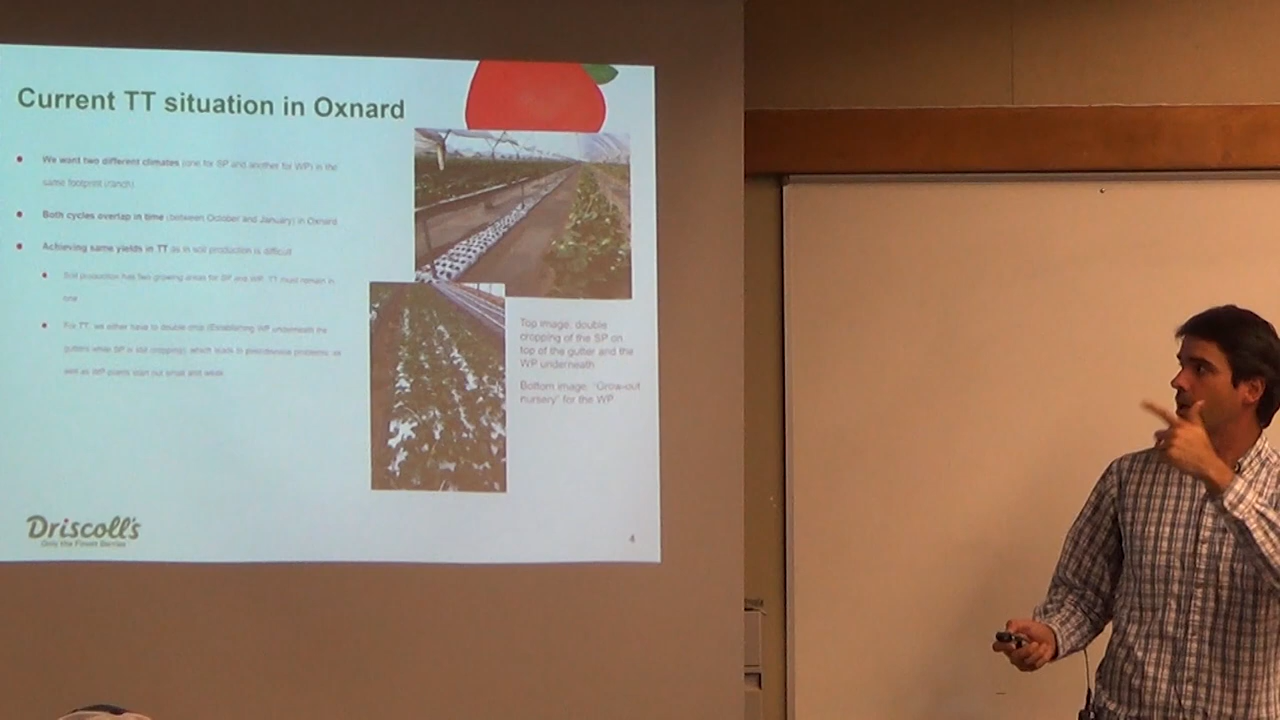 Current TT situation in Oxnard
We want two different climates (one for SP and another for WP) in the
same footprint (ranch)
Both cycles overlap in time (between October and January) in Oxnard
Achieving same yields in TT as in soil production is difficult
Soil production has two growing areas for SP and WP, TT must remain in
one
For TT, we either have to double crop (Establishing WP underneath the
gutters while SP is still cropping), which leads to problems, as
well as WP plants start out small and
Top image: double
cropping of the SP on
top of the gutter and the
WP underneath
Bottom image: "Grow-out
nursery" for the WP
Driscoll's
Only the Finest Berries
4